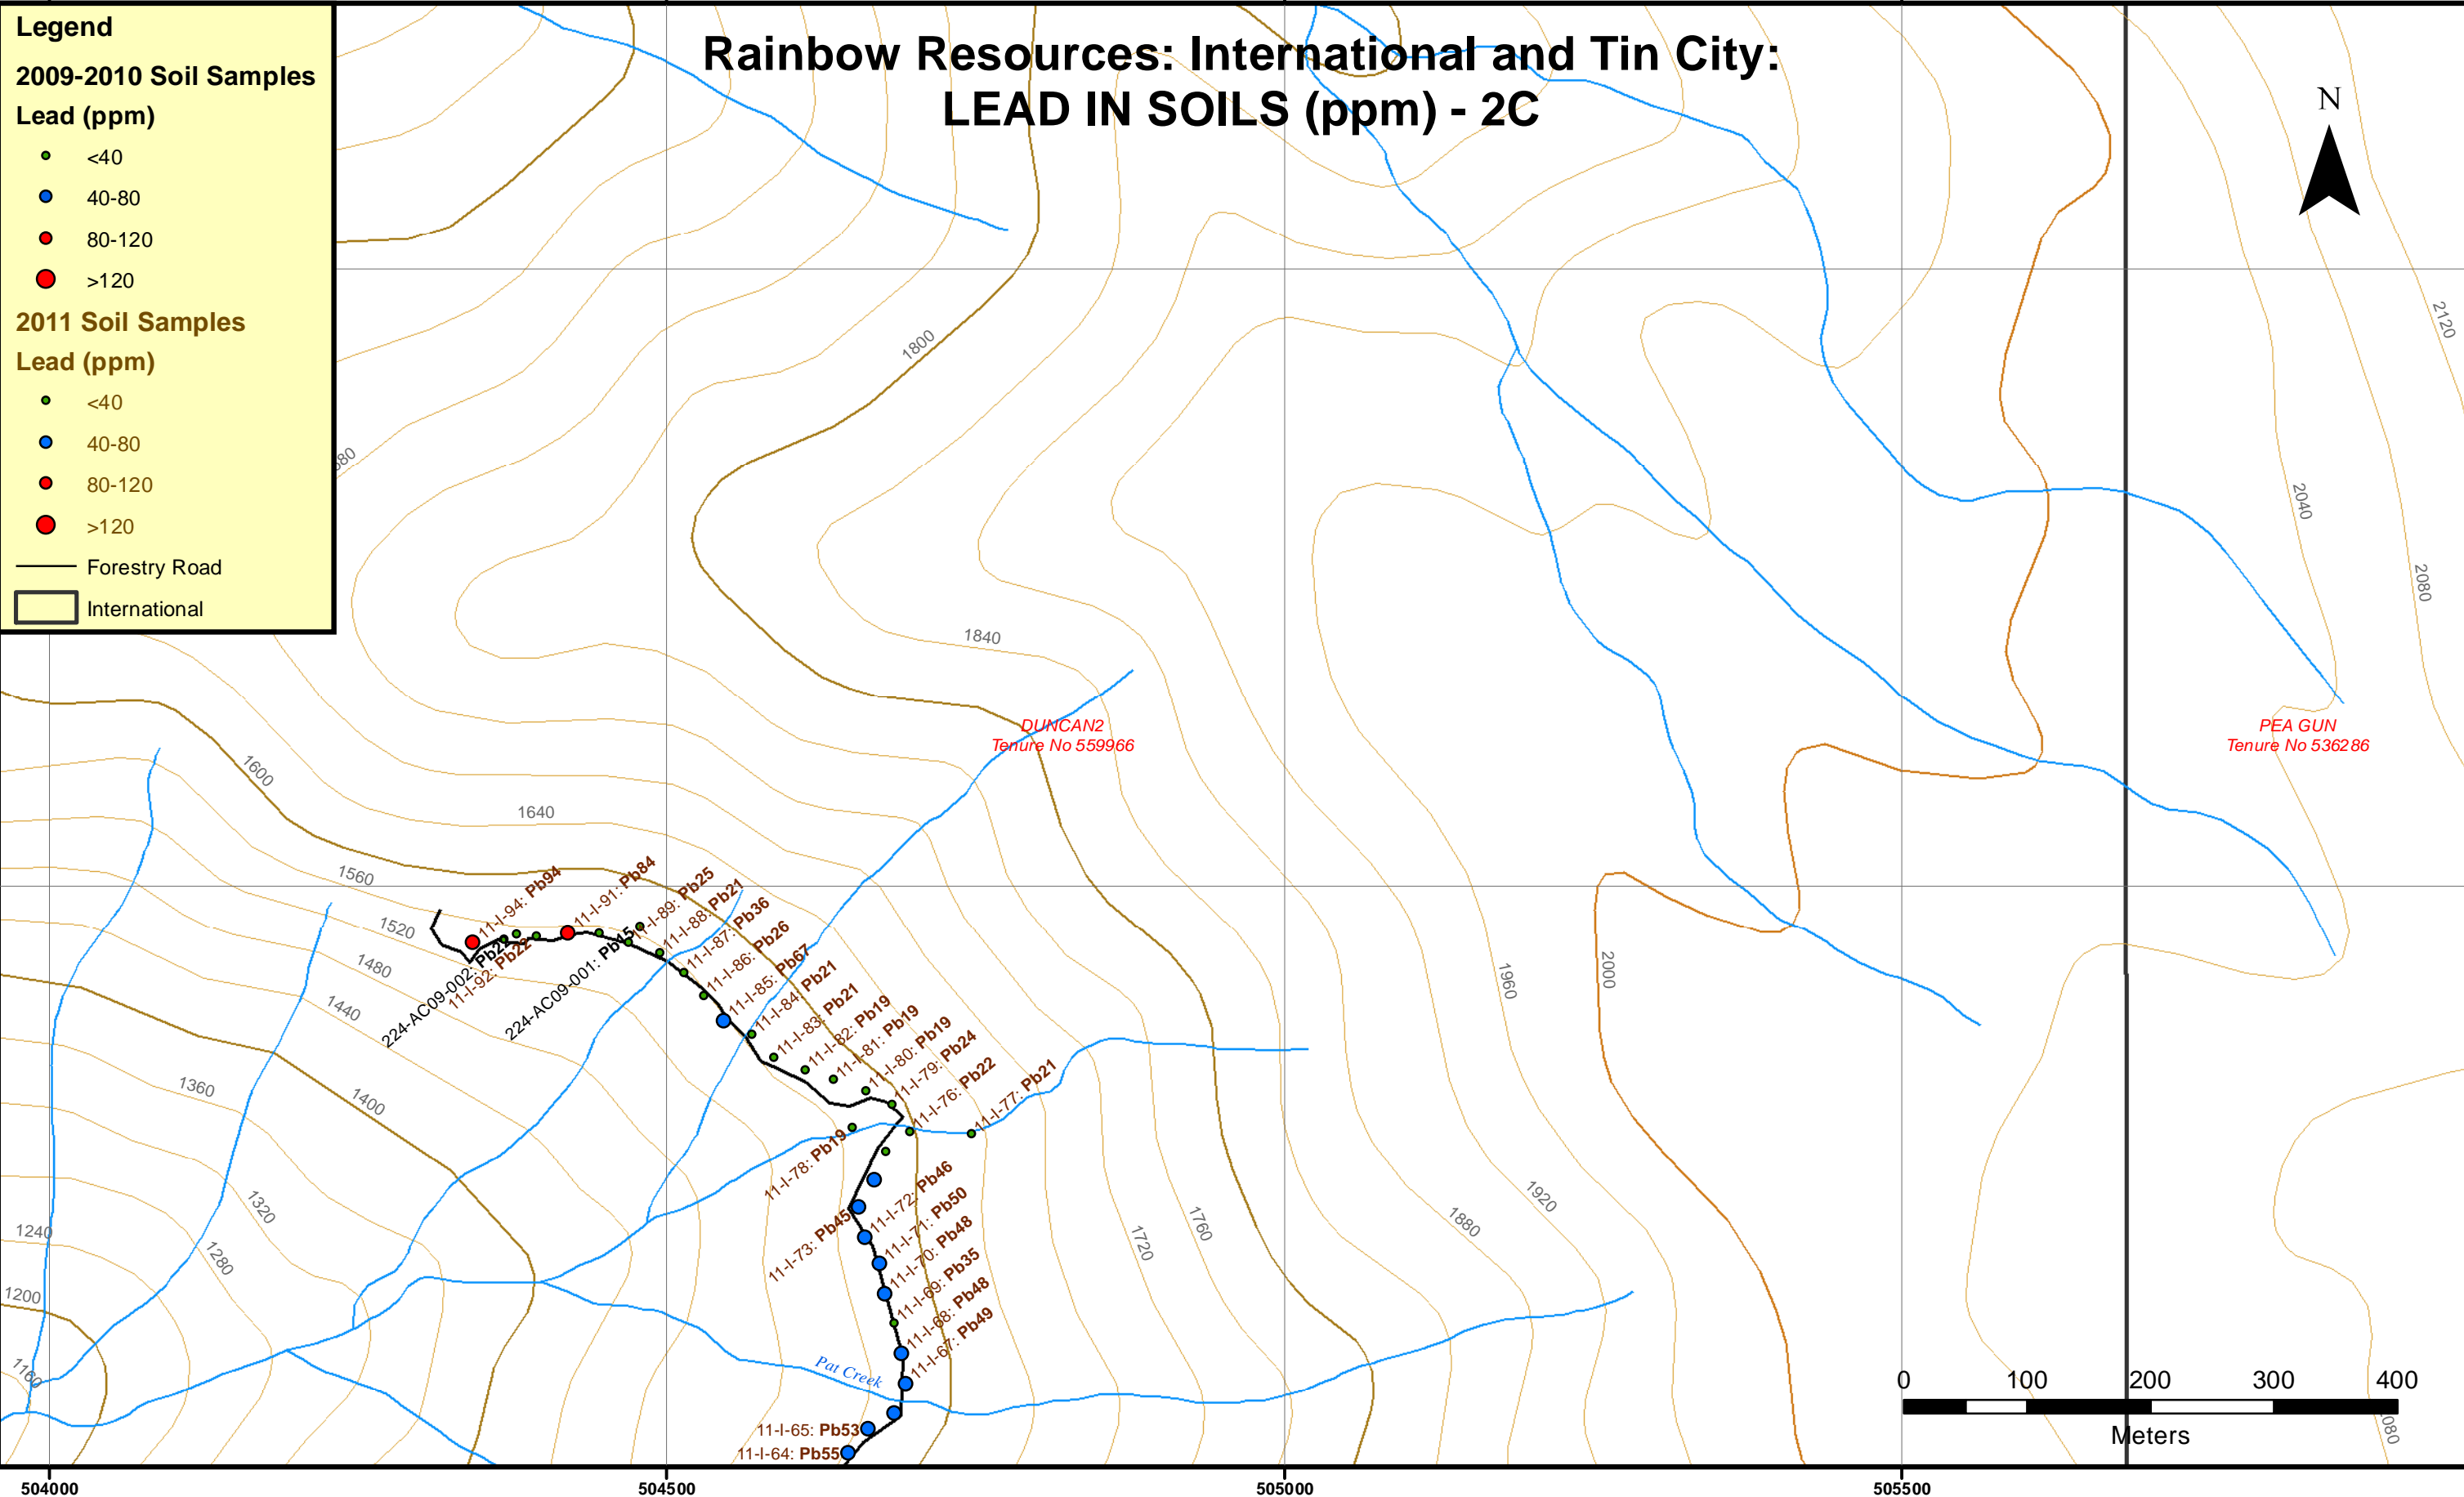 Legend
2009-2010 Soil Samples
Lead (ppm)
<40
40-80
80-120
>120
2011 Soil Samples
Lead (ppm)
<40
40-80
80-120
>120
Forestry Road
International
Rainbow Resources: International and Tin City:
LEAD IN SOILS (ppm) - 2C
N
1800
2120
2040
2080
1840
DUNCAN2
Tenure No 559966
PEA GUN
Tenure No 536286
1600
1640
1560
1520
1480
1440
1400
1360
1320
1280
1240
1200
1160
1720
1760
1880
1920
1960
2000
11-I-94: Pb94
11-I-91: Pb84
11-I-89: Pb25
11-I-88: Pb21
11-I-87: Pb36
11-I-86: Pb26
11-I-85: Pb67
11-I-84: Pb21
11-I-83: Pb21
11-I-82: Pb19
11-I-81: Pb19
11-I-80: Pb19
11-I-79: Pb24
11-I-76: Pb22
11-I-77: Pb21
224-AC09-002: Pb22
11-I-92: Pb22
224-AC09-001: Pb15
11-I-78: Pb19
11-I-73: Pb45
11-I-72: Pb46
11-I-71: Pb50
11-I-70: Pb48
11-I-69: Pb35
11-I-68: Pb48
11-I-67: Pb49
Pat Creek
11-I-65: Pb53
11-I-64: Pb55
0 100 200 300 400
Meters
504000 504500 505000 505500